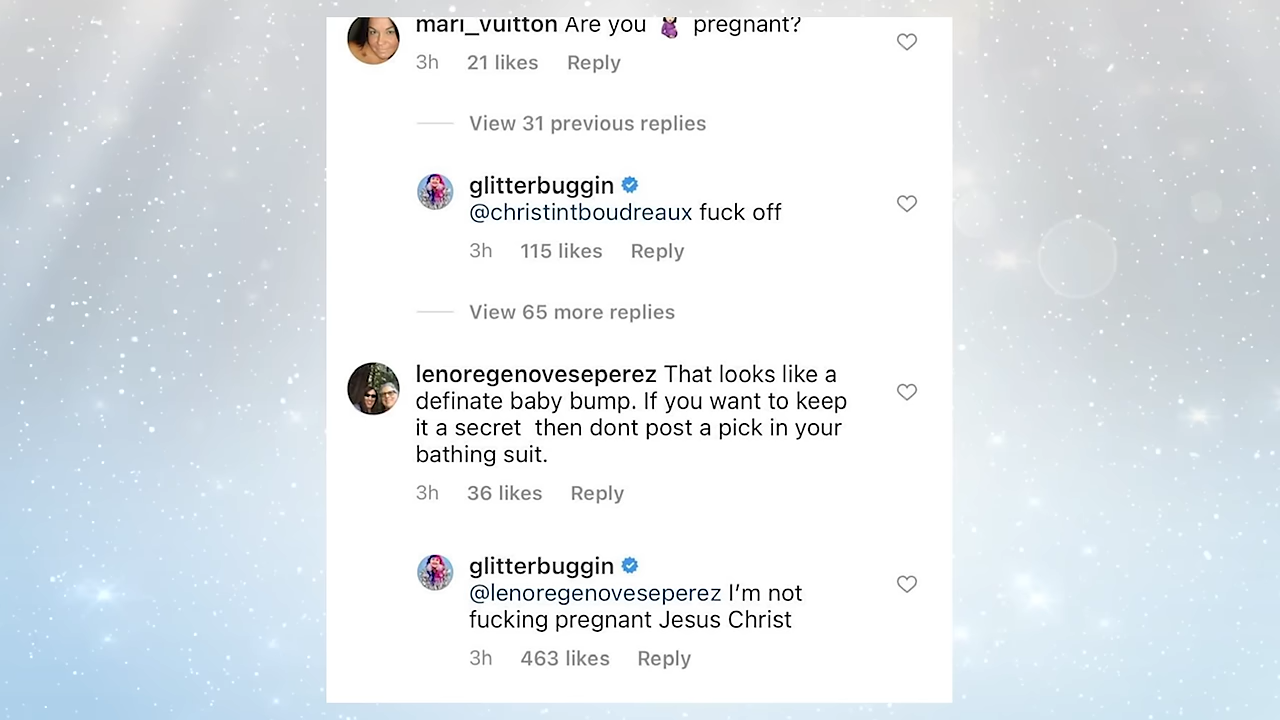 mari_vuitton Are you 🤰🏻 pregnant?
3h 21 likes Reply
View 31 previous replies
glitterbuggin
@christintboudreaux fuck off
3h 115 likes Reply
View 65 more replies
lenoregenoveseperez That looks like a
definate baby bump. If you want to keep
it a secret  then dont post a pick in your
bathing suit.
3h 36 likes Reply
glitterbuggin
@lenoregenoveseperez I’m not
fucking pregnant Jesus Christ
3h 463 likes Reply